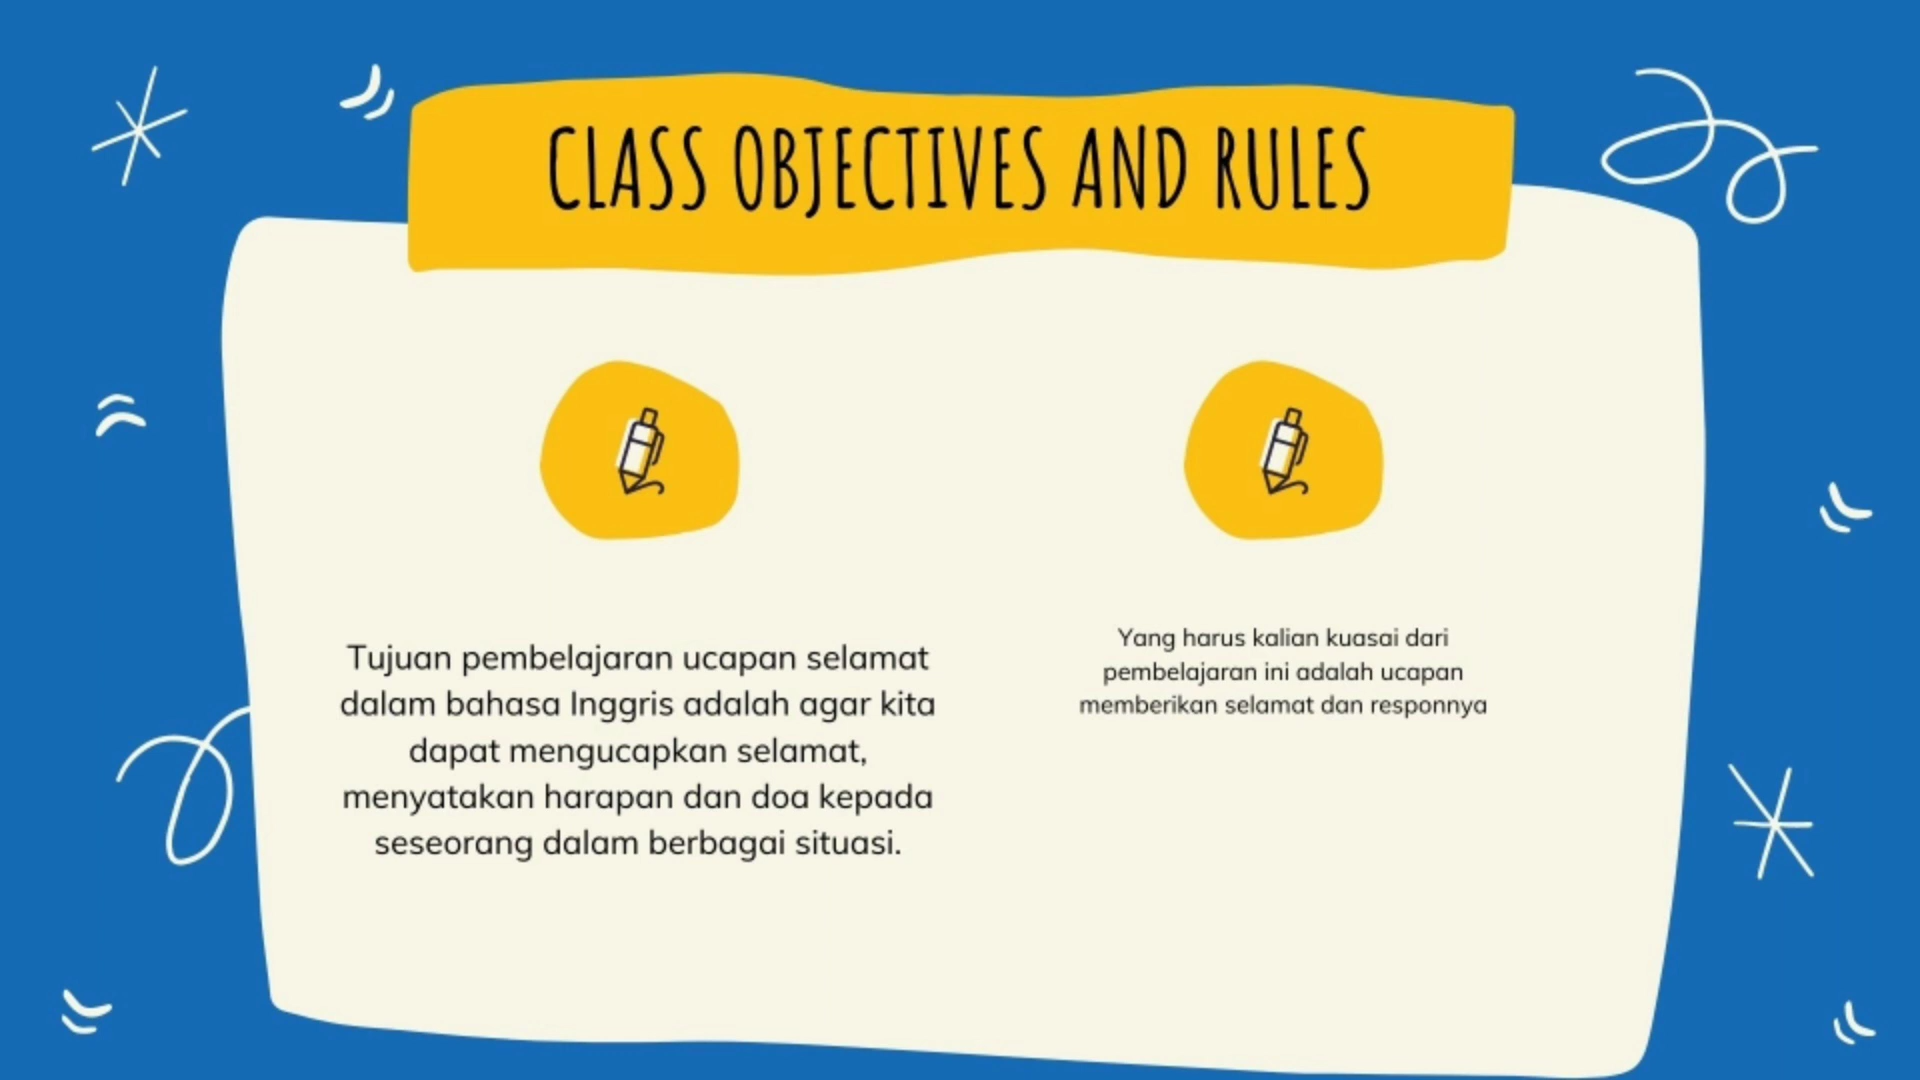 CLASS OBJECTIVES AND RULES
Tujuan pembelajaran ucapan selamat
dalam bahasa Inggris adalah agar kita
dapat mengucapkan selamat,
menyatakan harapan dan doa kepada
seseorang dalam berbagai situasi.
Yang harus kalian kuasai dari
pembelajaran ini adalah ucapan
memberikan selamat dan responnya